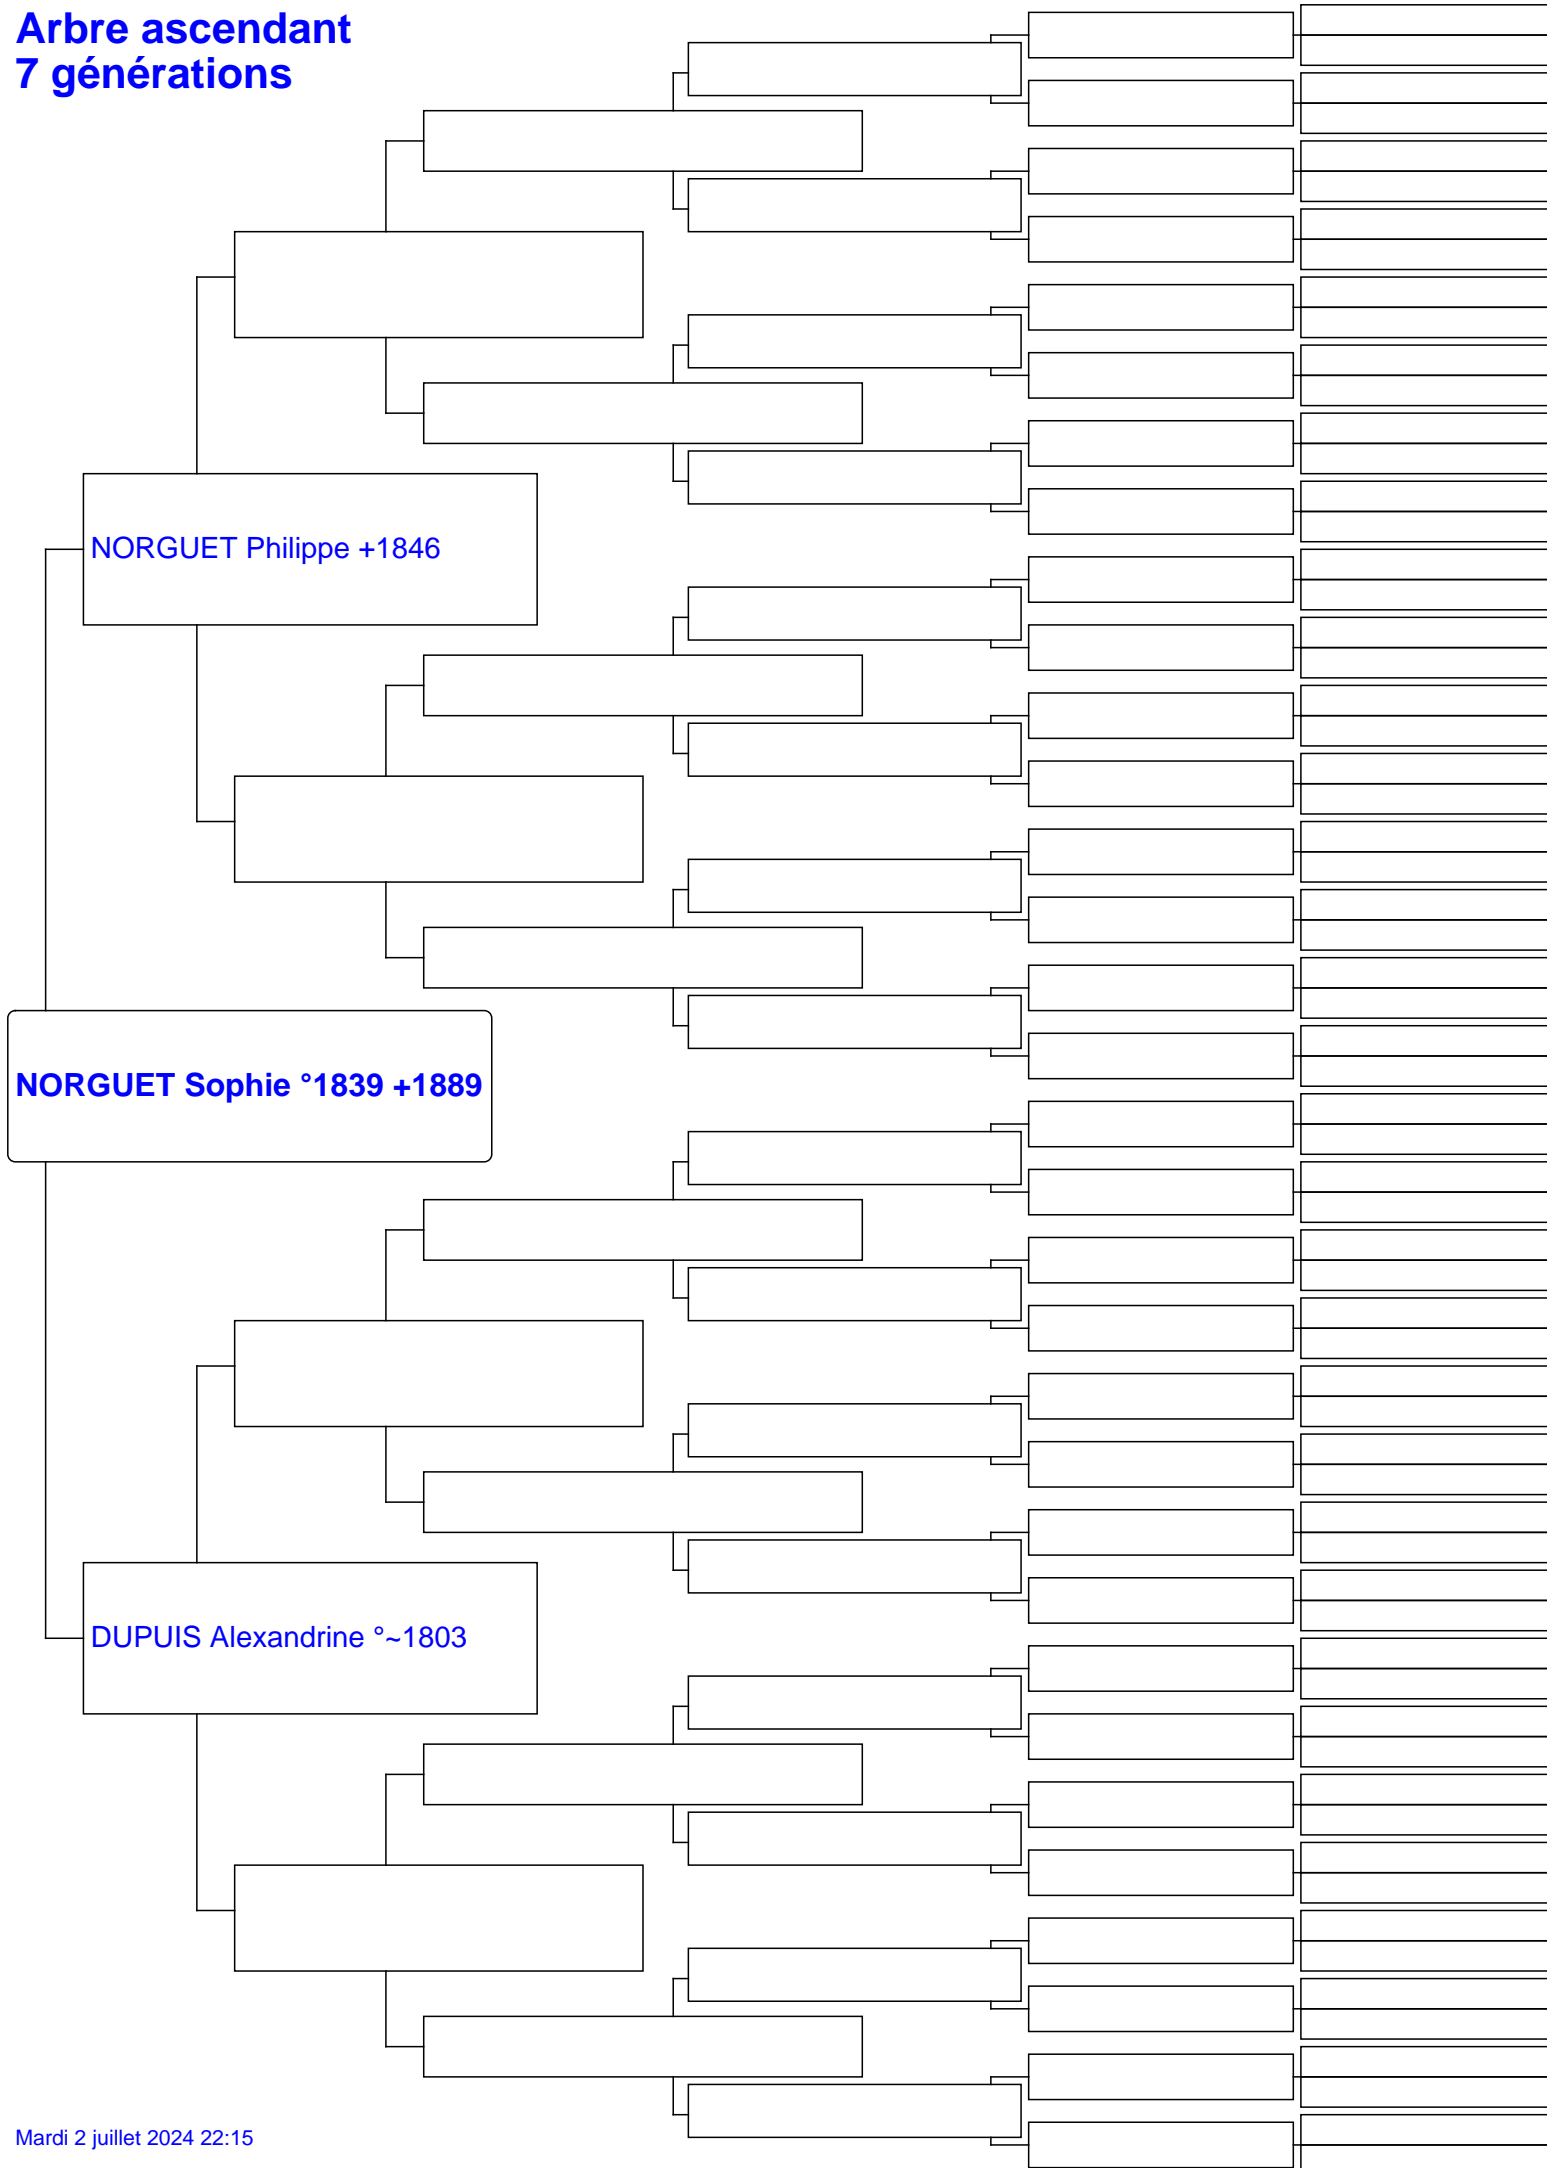 Arbre ascendant
7 générations
NORGUET Philippe +1846
NORGUET Sophie °1839 +1889
DUPUIS Alexandrine °~1803
Mardi 2 juillet 2024 22:15